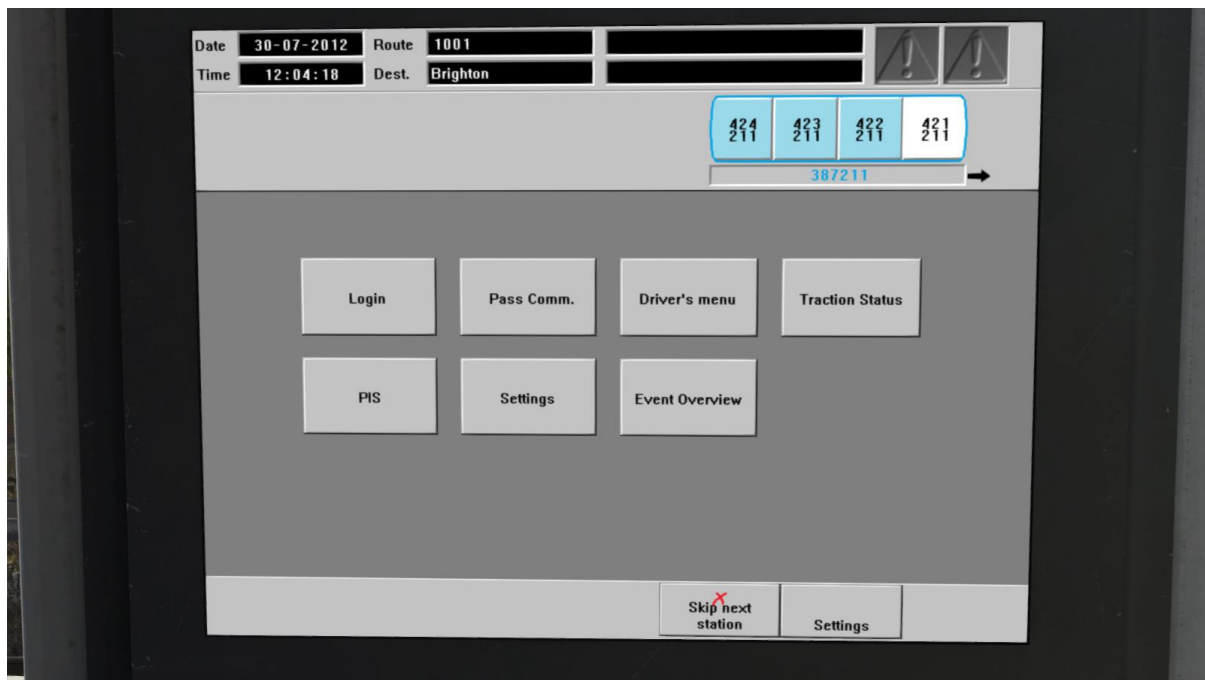 Date 30-07-2012 Route 1001
Time 12:04:18 Dest. Brighton
424 423 422 421
211 211 211 211
387211
Login Pass Comm. Driver's menu Traction Status
PIS Settings Event Overview
Skip next
station Settings